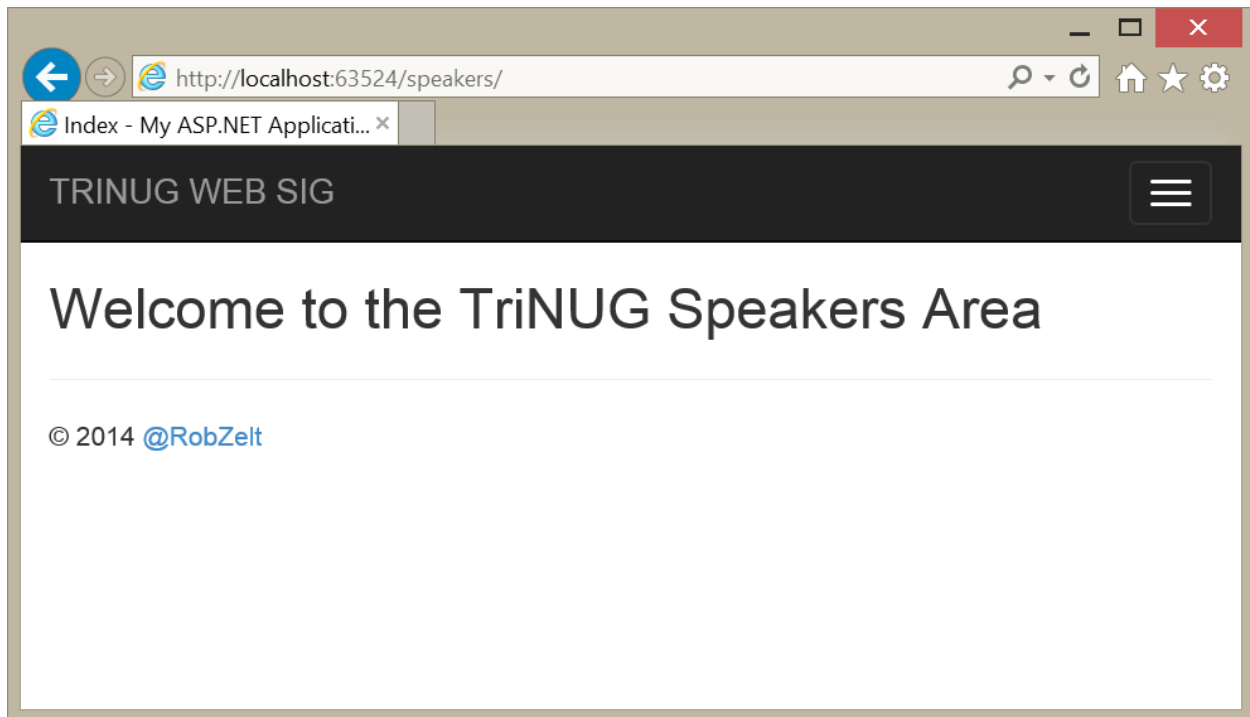 http://localhost:63524/speakers/
Index - My ASP.NET Applicati...
TRINUG WEB SIG
Welcome to the TriNUG Speakers Area
© 2014 @RobZelt